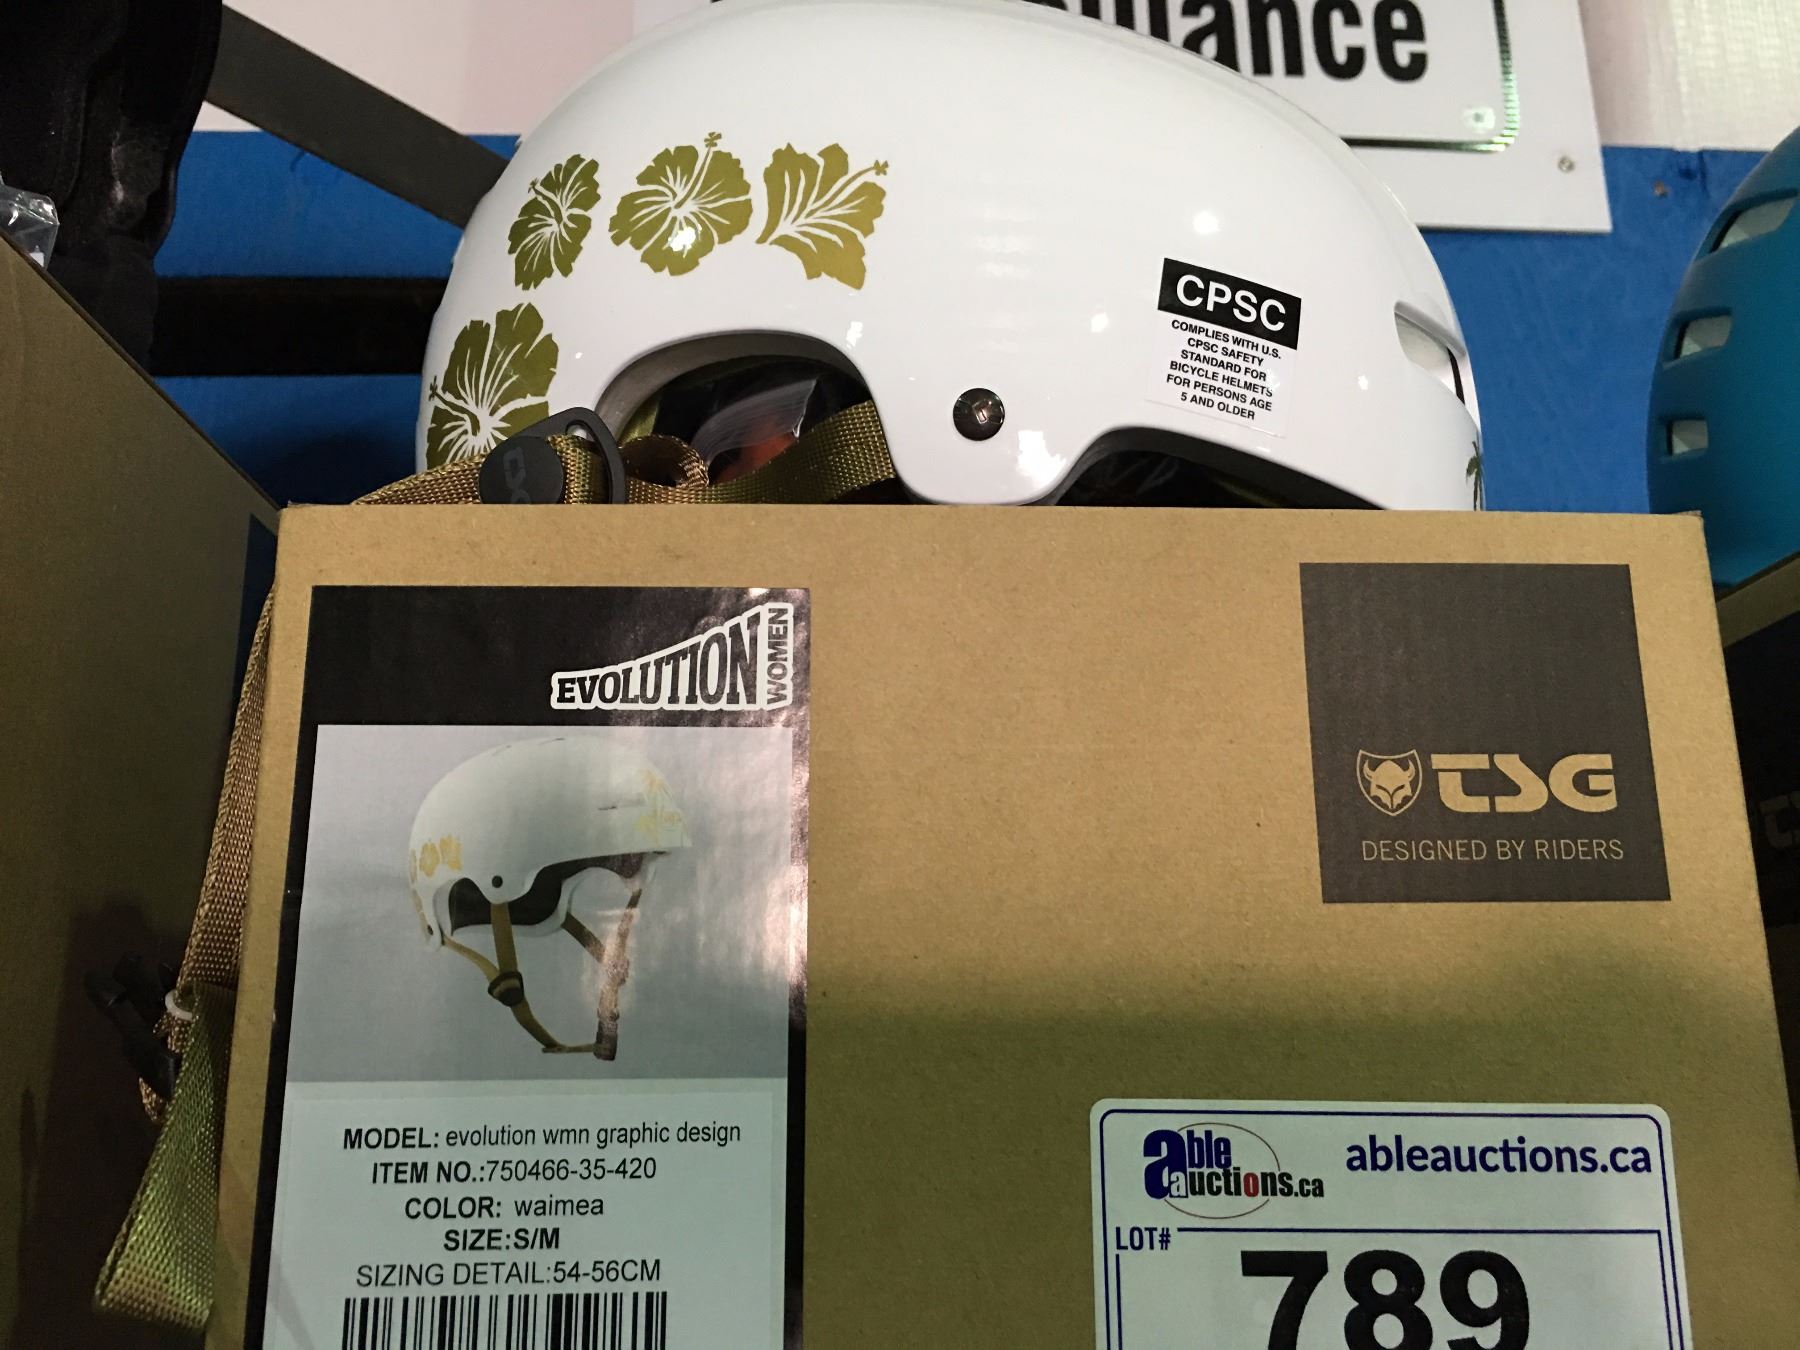 CPSC
COMPLIES WITH U.S.
CPSC SAFETY
STANDARD FOR
BICYCLE HELMETS
FOR PERSONS AGE
5 AND OLDER
EVOLUTION
WOMEN
TSG
DESIGNED BY RIDERS
MODEL: evolution wmn graphic design
ITEM NO.:750466-35-420
COLOR: waimea
SIZE:S/M
SIZING DETAIL:54-56CM
able
auctions.ca
ableauctions.ca
LOT#
789